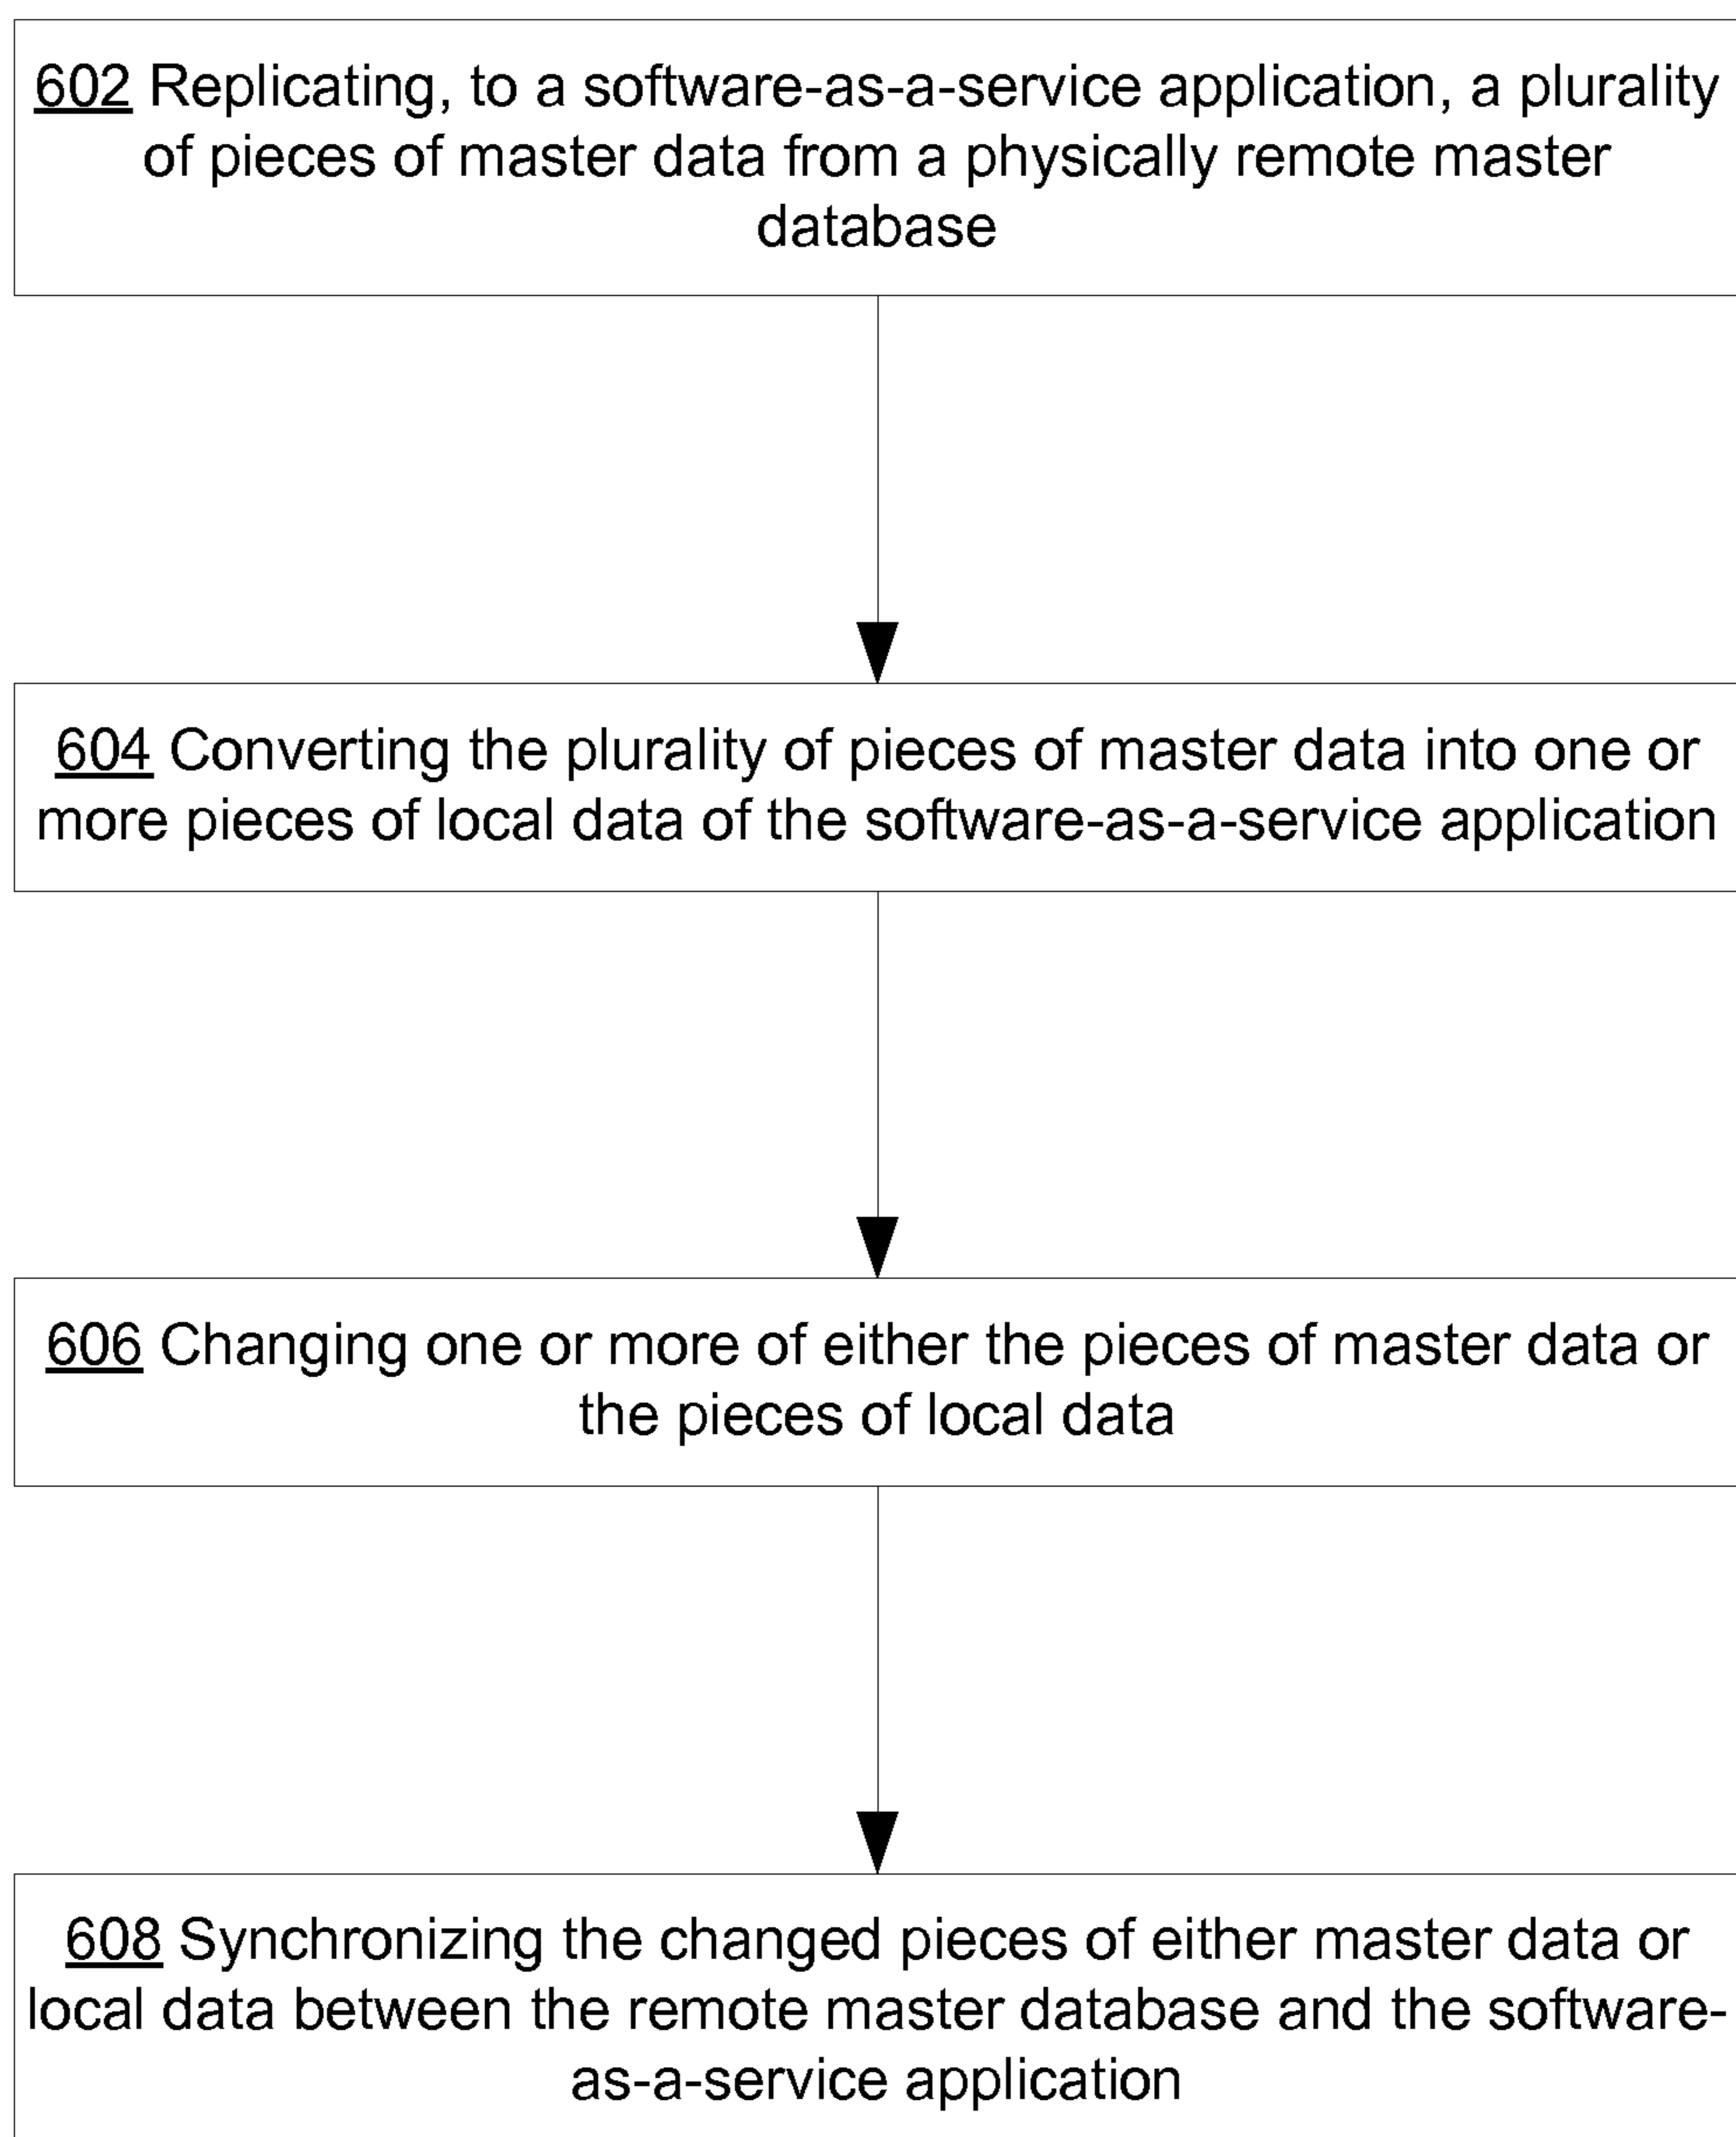 602 Replicating, to a software-as-a-service application, a plurality
of pieces of master data from a physically remote master
database
604 Converting the plurality of pieces of master data into one or
more pieces of local data of the software-as-a-service application
606 Changing one or more of either the pieces of master data or
the pieces of local data
608 Synchronizing the changed pieces of either master data or
local data between the remote master database and the software-
as-a-service application